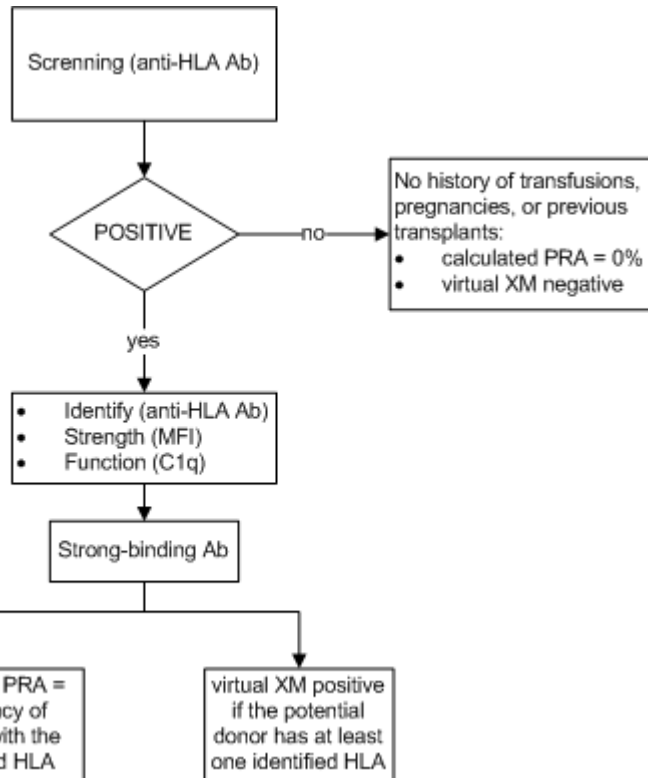 Screnning (anti-HLA Ab)
POSITIVE
no
No history of transfusions,
pregnancies, or previous
transplants:
• calculated PRA = 0%
• virtual XM negative
yes
• Identify (anti-HLA Ab)
• Strength (MFI)
• Function (C1q)
Strong-binding Ab
PRA =
of
with the
HLA
virtual XM positive
if the potential
donor has at least
one identified HLA